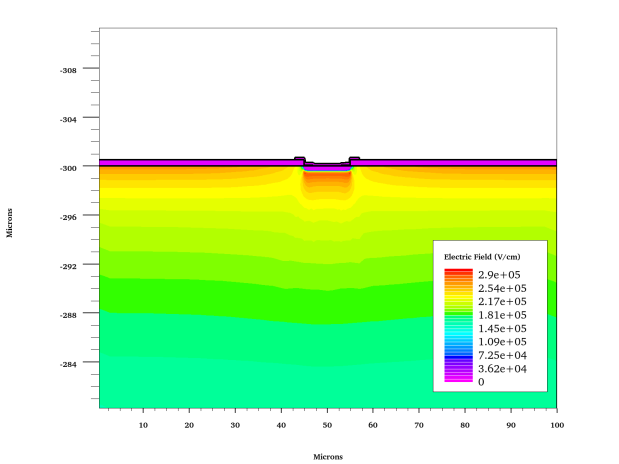 -308
-304
-300
-296
-292
-288
-284
Microns
Electric Field (V/cm)
2.9e+05
2.54e+05
2.17e+05
1.81e+05
1.45e+05
1.09e+05
7.25e+04
3.62e+04
0
10 20 30 40 50 60 70 80 90 100
Microns